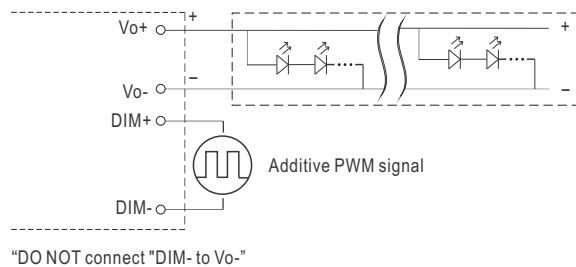 Vo+
+
+
−
Vo-
−
DIM+
Additive PWM signal
DIM-
“DO NOT connect "DIM- to Vo-”